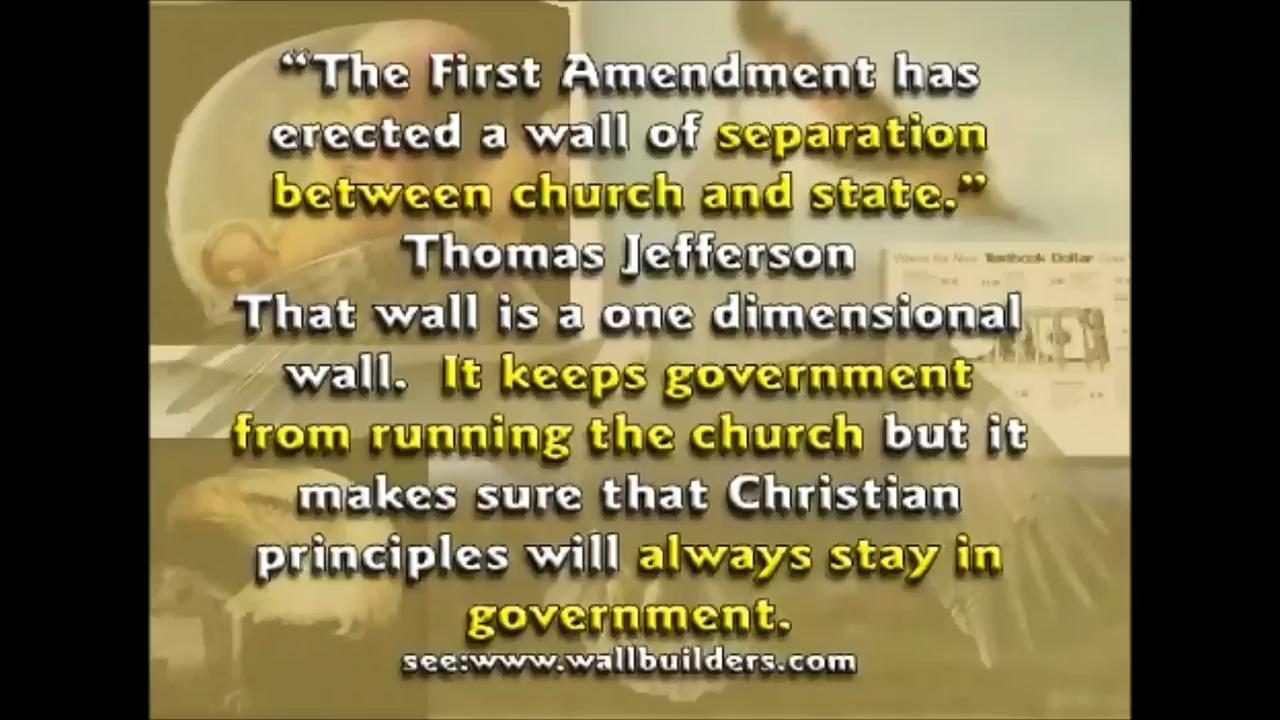 “The First Amendment has
erected a wall of separation
between church and state.”
Thomas Jefferson
That wall is a one dimensional
wall. It keeps government
from running the church but it
makes sure that Christian
principles will always stay in
government.
see:www.wallbuilders.com
Textbook Dollar